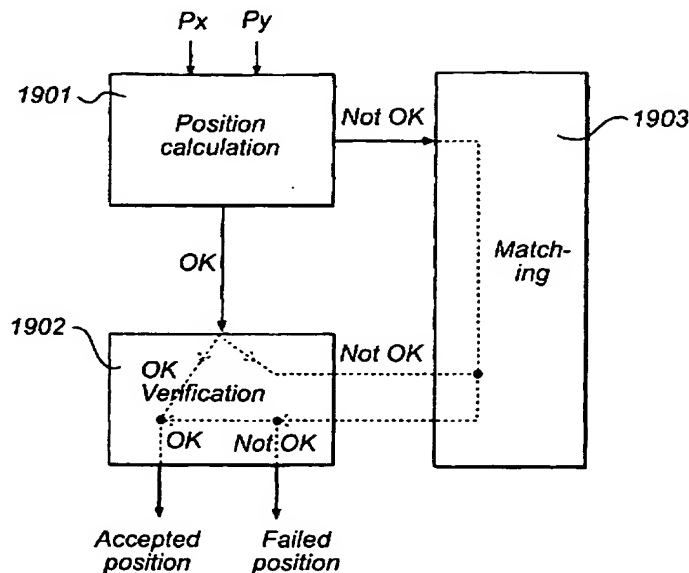 Px Py
1901
Position
calculation
Not OK
1903
OK
Match-
ing
1902
OK
Verification
Not OK
OK
Not OK
Accepted
position
Failed
position